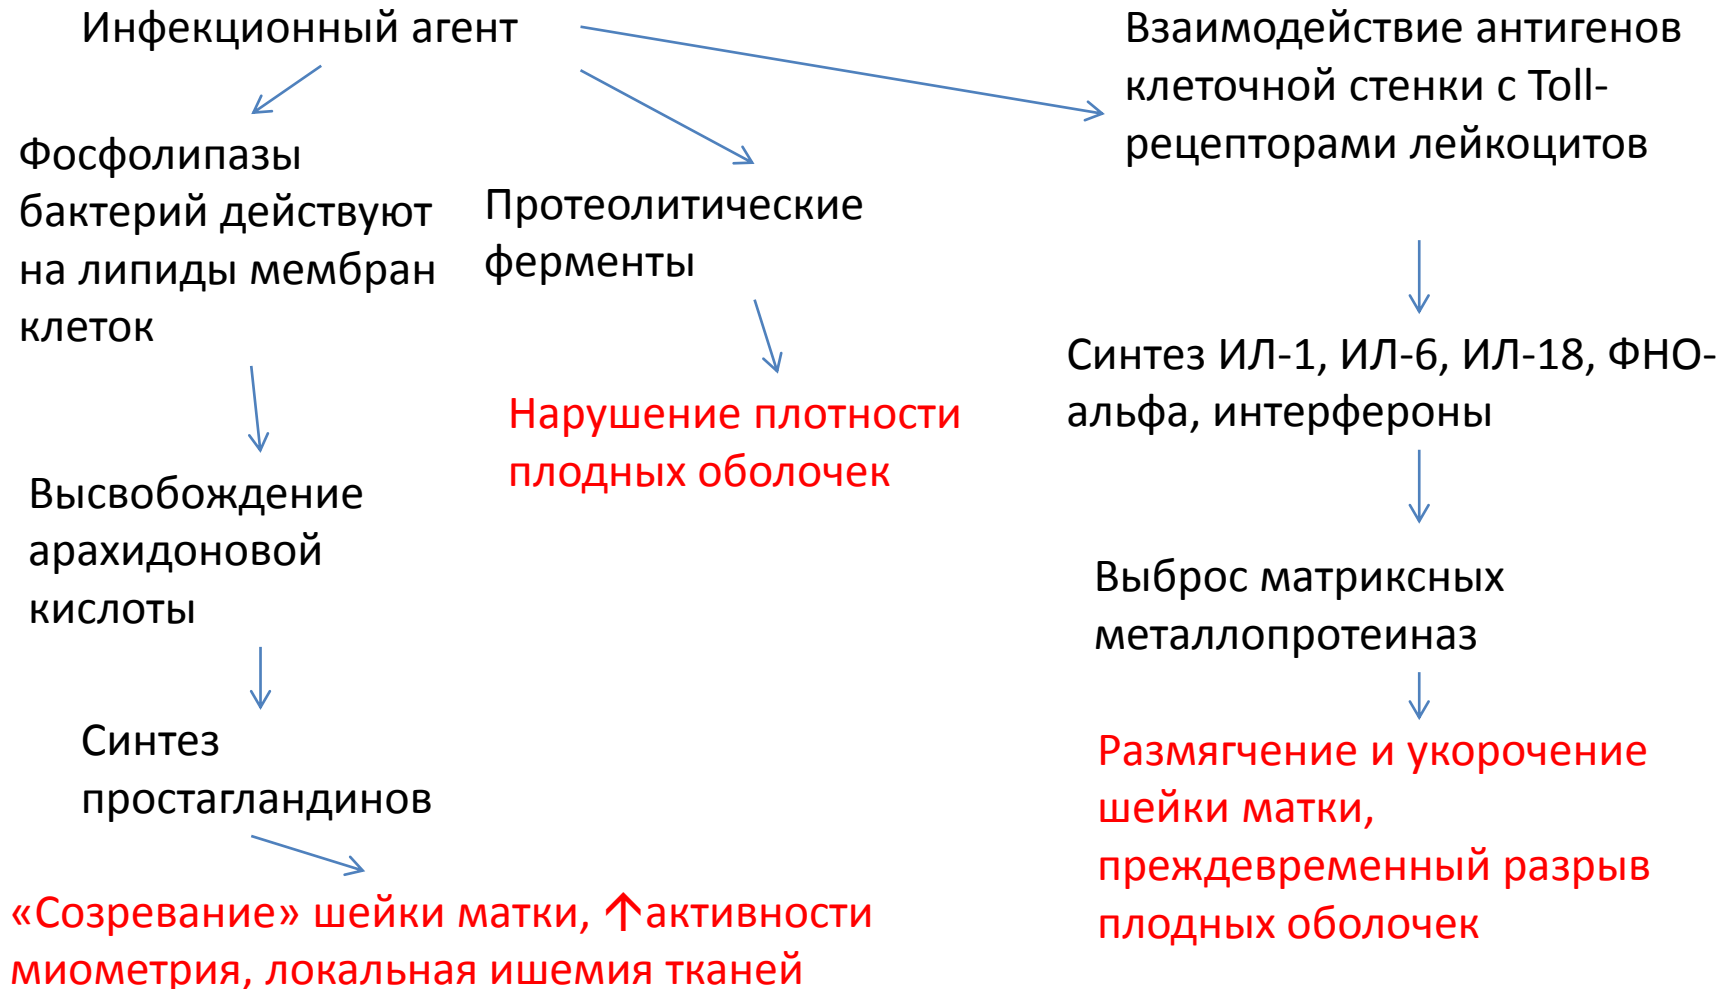 Инфекционный агент
Фосфолипазы
бактерий действуют
на липиды мембран
клеток
Высвобождение
арахидоновой
кислоты
Синтез
простагландинов
«Созревание» шейки матки, ↑активности
миометрия, локальная ишемия тканей
Протеолитические
ферменты
Нарушение плотности
плодных оболочек
Взаимодействие антигенов
клеточной стенки с Toll-
рецепторами лейкоцитов
Синтез ИЛ-1, ИЛ-6, ИЛ-18, ФНО-
альфа, интерфероны
Выброс матриксных
металлопротеиназ
Размягчение и укорочение
шейки матки,
преждевременный разрыв
плодных оболочек